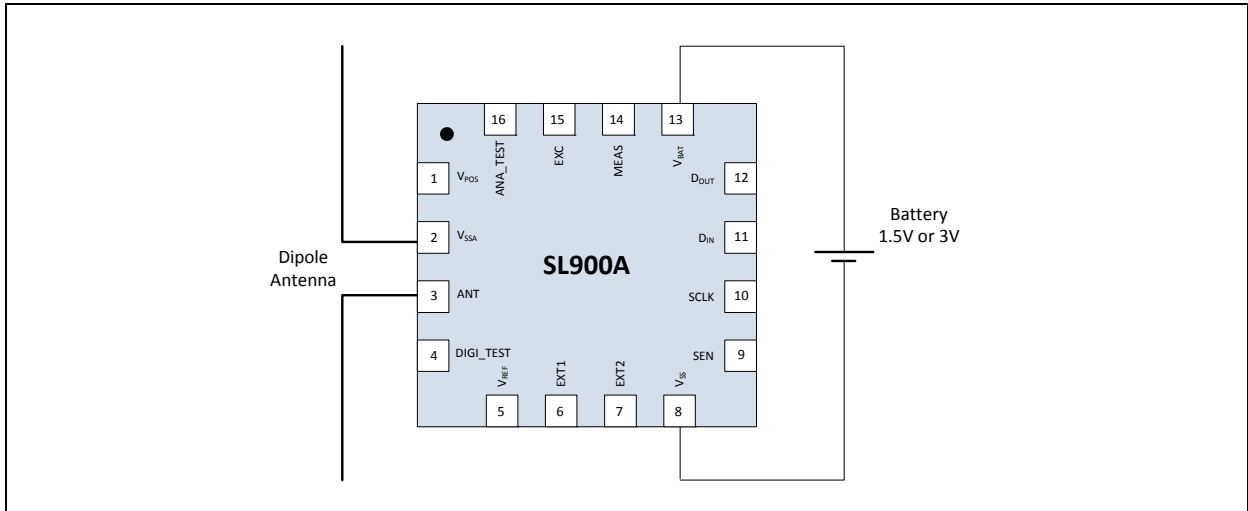 16
15
14
13
ANA_TEST
EXC
MEAS
VBAT
1
VPOS
DOUT
12
2
VSSA
DIN
11
Dipole
Antenna
SL900A
Battery
1.5V or 3V
3
ANT
SCLK
10
4
DIGI_TEST
SEN
9
VREF
EXT1
EXT2
VSS
5
6
7
8